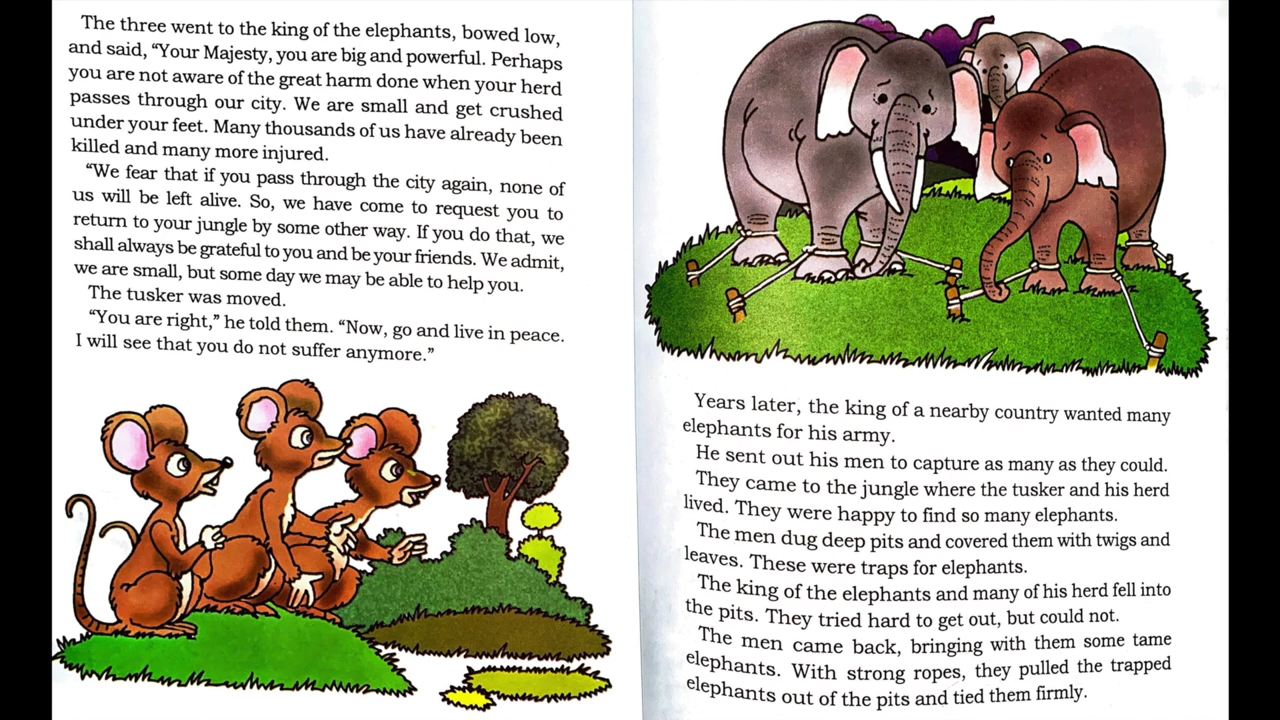 The three went to the king of the elephants, bowed low,
and said, “Your Majesty, you are big and powerful. Perhaps
you are not aware of the great harm done when your herd
passes through our city. We are small and get crushed
under your feet. Many thousands of us have already been
killed and many more injured.
“We fear that if you pass through the city again, none of
us will be left alive. So, we have come to request you to
return to your jungle by some other way. If you do that, we
shall always be grateful to you and be your friends. We admit,
we are small, but some day we may be able to help you.
The tusker was moved.
“You are right,” he told them. “Now, go and live in peace.
I will see that you do not suffer anymore.”
Years later, the king of a nearby country wanted many
elephants for his army.
He sent out his men to capture as many as they could.
They came to the jungle where the tusker and his herd
lived. They were happy to find so many elephants.
The men dug deep pits and covered them with twigs and
leaves. These were traps for elephants.
The king of the elephants and many of his herd fell into
the pits. They tried hard to get out, but could not.
The men came back, bringing with them some tame
elephants. With strong ropes, they pulled the trapped
elephants out of the pits and tied them firmly.